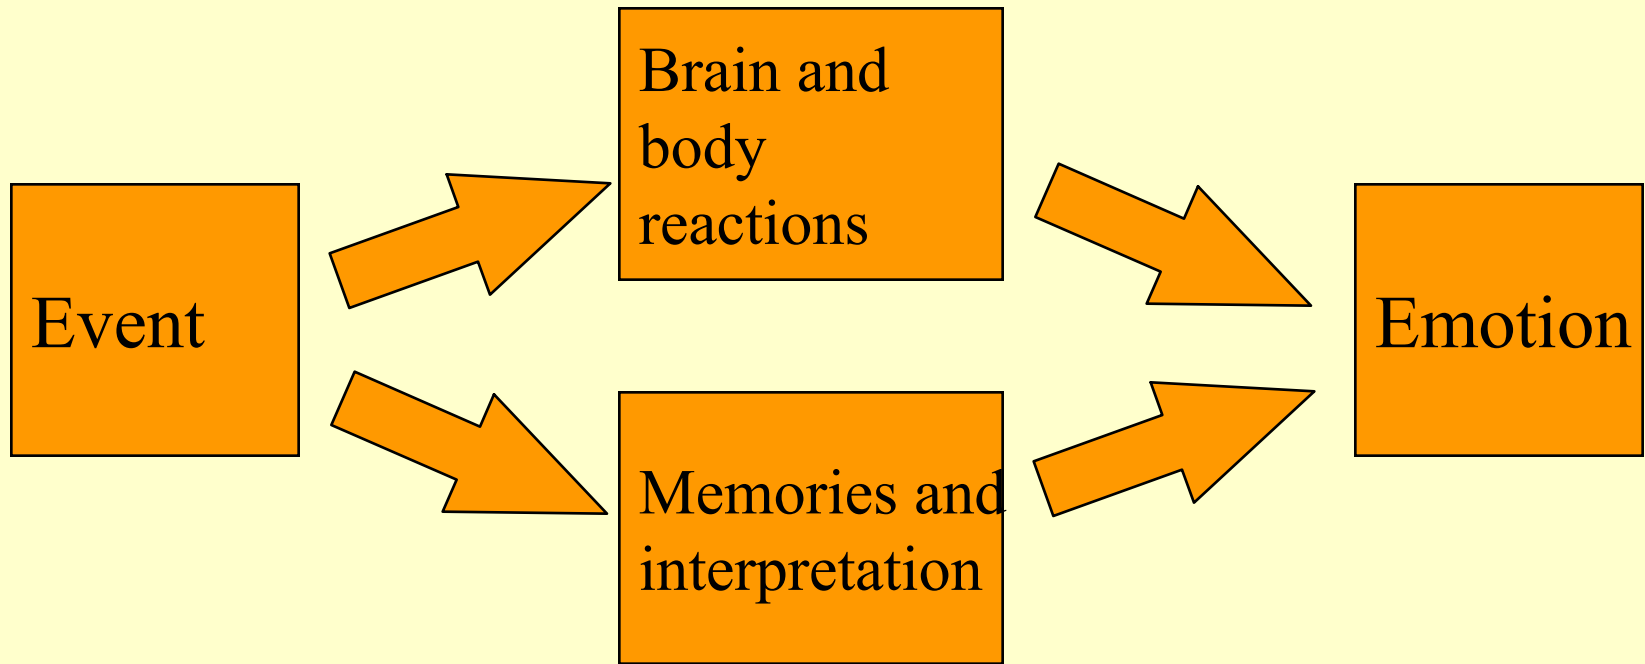 Event
Brain and
body
reactions
Memories and
interpretation
Emotion